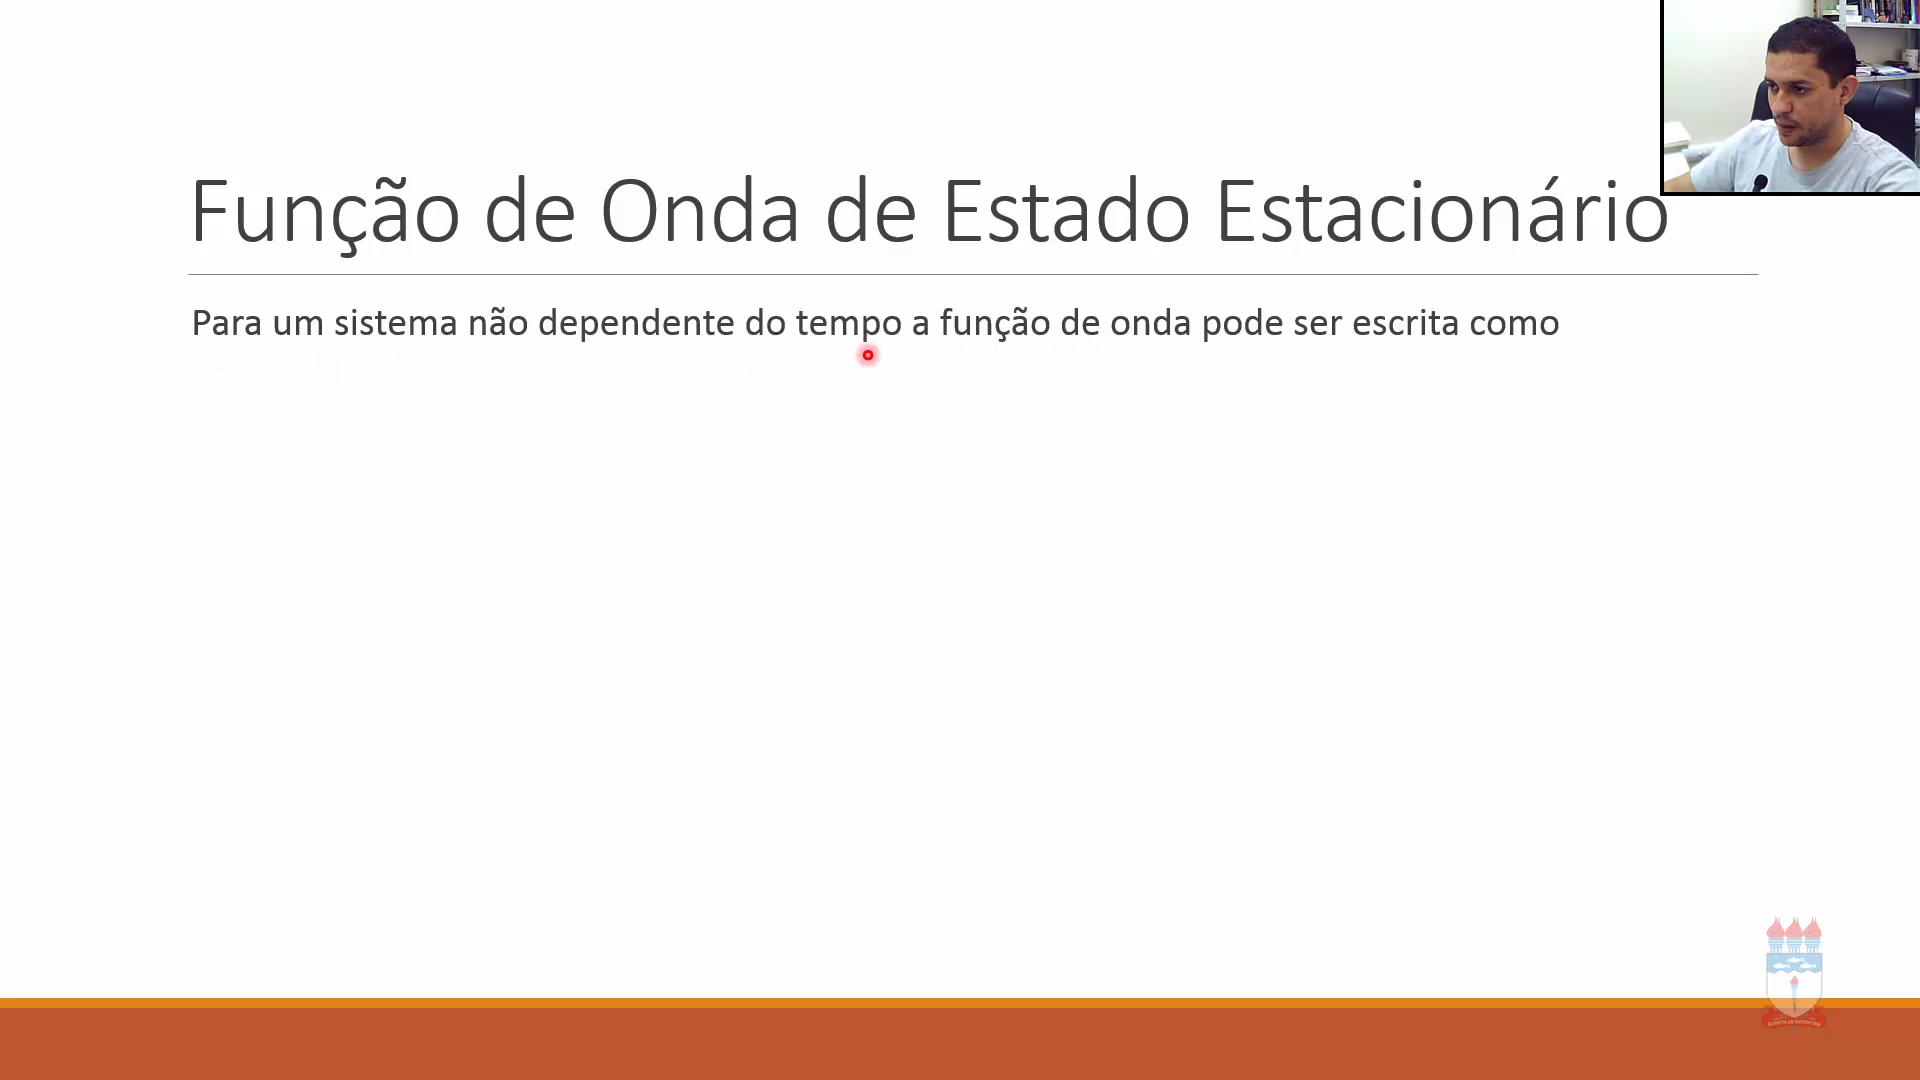 Função de Onda de Estado Estacionário
Para um sistema não dependente do tempo a função de onda pode ser escrita como